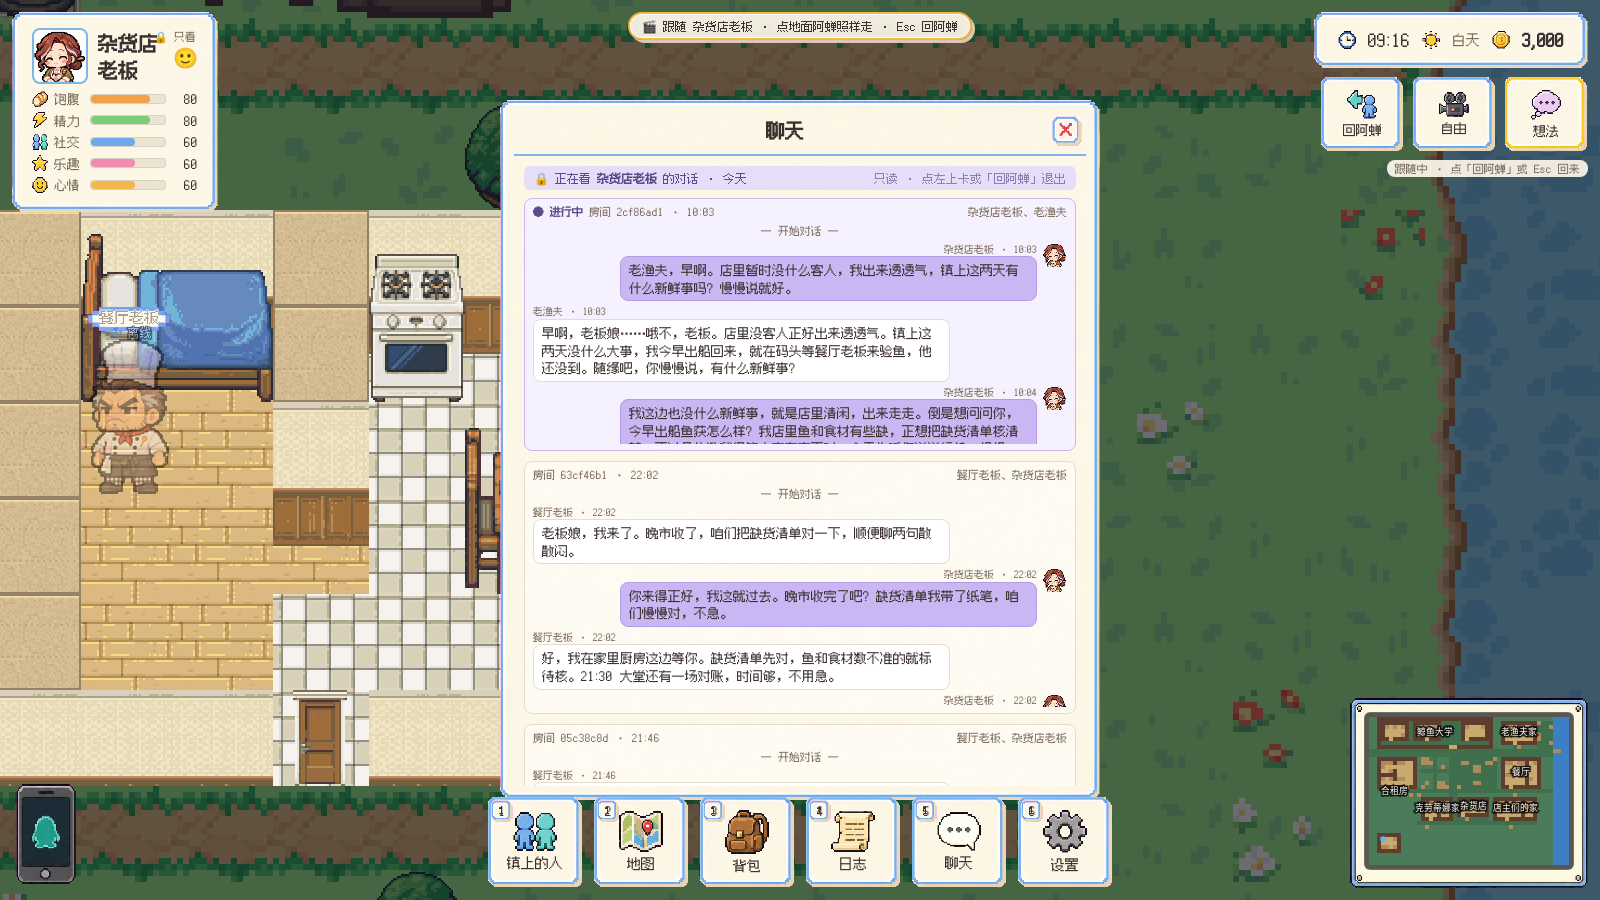 杂货店老板
只看
饱腹 80
精力 80
社交 60
乐趣 60
心情 60
跟随 杂货店老板 · 点地面阿蝉照样走 · Esc 回阿蝉
09:16 白天 3,000
回阿蝉
自由
想法
跟随中 · 点「回阿蝉」或 Esc 回来
聊天
正在看 杂货店老板 的对话 · 今天
只读 · 点左上卡或「回阿蝉」退出
进行中 房间 2cf86ad1 · 10:03
杂货店老板、老渔夫
— 开始对话 —
杂货店老板 · 10:03
老渔夫，早啊。店里暂时没什么客人，我出来透透气，镇上这两天有
什么新鲜事吗？慢慢说就好。
老渔夫 · 10:03
早啊，老板娘……哦不，老板。店里没客人正好出来透透气。镇上这
两天没什么大事，我今早出船回来，就在码头等餐厅老板来验鱼，他
还没到。随缘吧，你慢慢说，有什么新鲜事？
杂货店老板 · 10:04
我这边也没什么新鲜事，就是店里清闲，出来走走。倒是想问问你，
今早出船鱼获怎么样？我店里鱼和食材有些缺，正想把缺货清单核清
房间 63cf46b1 · 22:02
餐厅老板、杂货店老板
— 开始对话 —
餐厅老板 · 22:02
老板娘，我来了。晚市收了，咱们把缺货清单对一下，顺便聊两句散
散闷。
杂货店老板 · 22:02
你来得正好，我这就过去。晚市收完了吧？缺货清单我带了纸笔，咱
们慢慢对，不急。
餐厅老板 · 22:02
好，我在家里厨房这边等你。缺货清单先对，鱼和食材数不准的就标
待核。21:30 大堂还有一场对账，时间够，不用急。
杂货店老板 · 22:02
房间 05c38c8d · 21:46
餐厅老板、杂货店老板
— 开始对话 —
餐厅老板 · 21:46
餐厅老板
离线
1 镇上的人
2 地图
3 背包
4 日志
5 聊天
6 设置
鲸鱼大学
老渔夫家
合租房
餐厅
克劳蒂娜家
杂货店
店主们的家